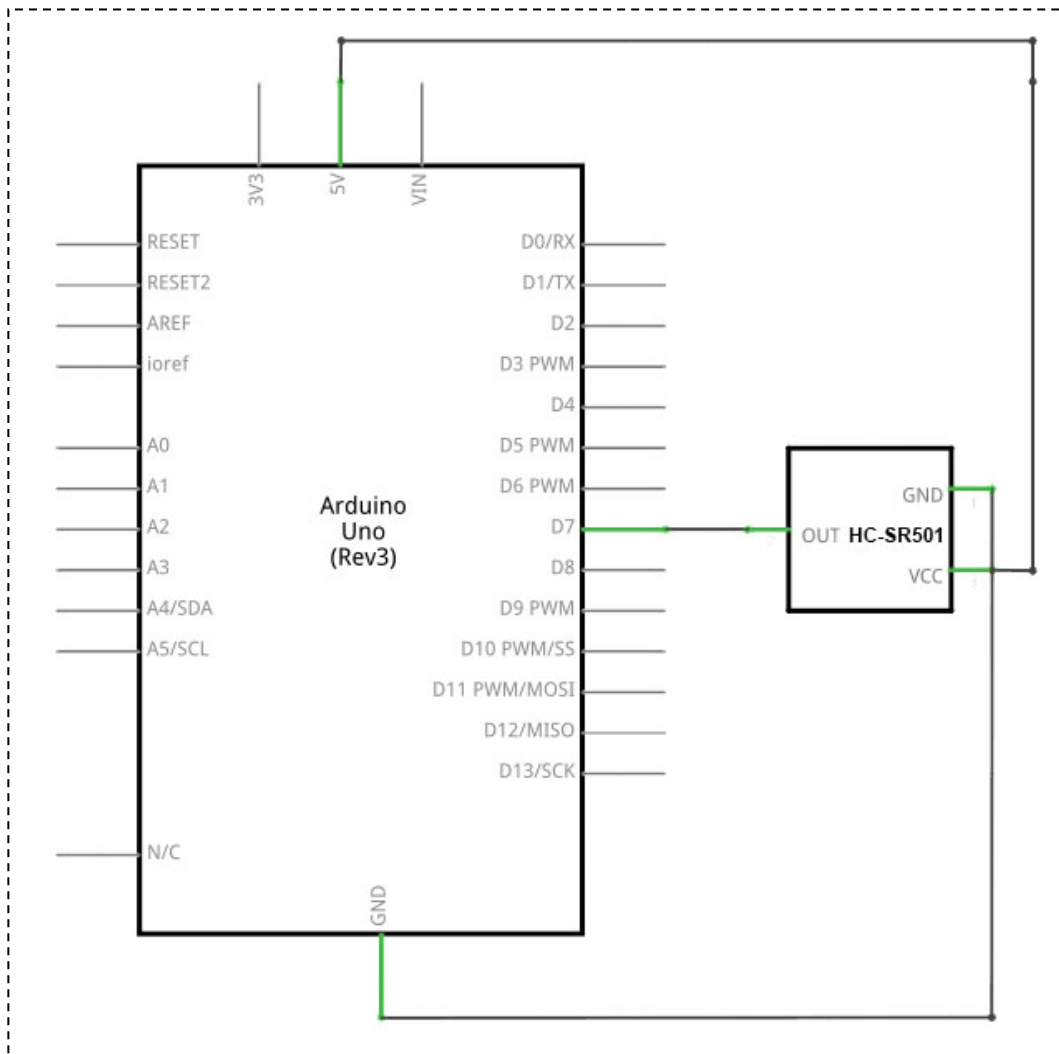 3V3
5V
VIN
RESET
RESET2
AREF
ioref
A0
A1
A2
A3
A4/SDA
A5/SCL
N/C
Arduino
Uno
(Rev3)
D0/RX
D1/TX
D2
D3 PWM
D4
D5 PWM
D6 PWM
D7
D8
D9 PWM
D10 PWM/SS
D11 PWM/MOSI
D12/MISO
D13/SCK
GND
2
OUT HC-SR501
GND
1
VCC
3